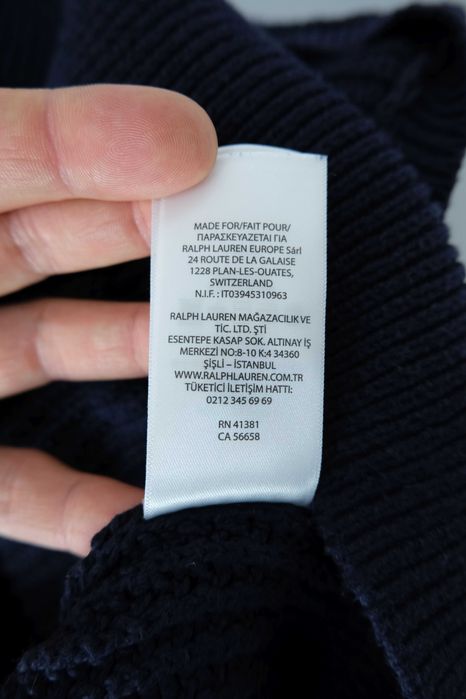 MADE FOR/FAIT POUR/
ΠΑΡΑΣΚΕΥΑΖΕΤΑΙ ΓΙΑ
RALPH LAUREN EUROPE Sárl
24 ROUTE DE LA GALAISE
1228 PLAN-LES-OUATES,
SWITZERLAND
N.I.F. : IT03945310963
RALPH LAUREN MAĞAZACILIK VE
TİC. LTD. ŞTİ
ESENTEPE KASAP SOK. ALTINAY İŞ
MERKEZİ NO:8-10 K:4 34360
ŞİŞLİ – İSTANBUL
WWW.RALPHLAUREN.COM.TR
TÜKETİCİ İLETİŞİM HATTI:
0212 345 69 69
RN 41381
CA 56658